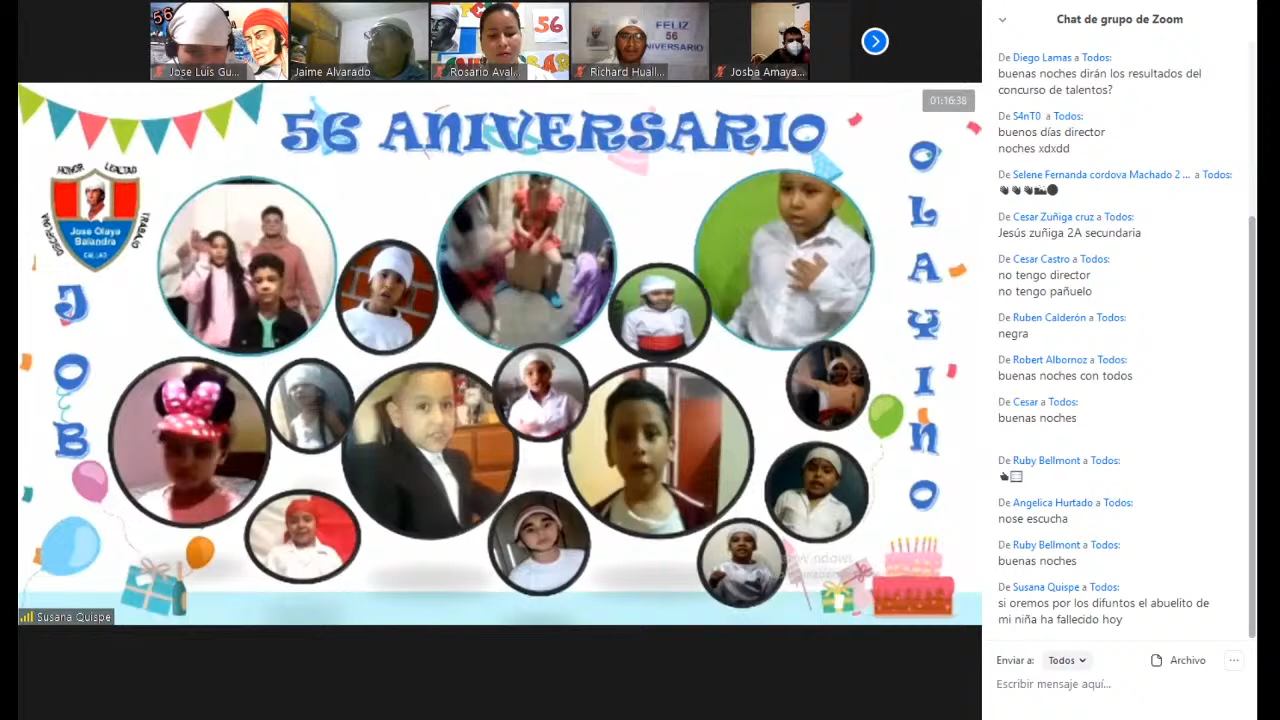 56
FELIZ
56
56
NIVERSARIO
Jose Luis Gu...
Jaime Alvarado
Rosario Aval...
Richard Huall...
Josba Amaya...
01:16:38
56 ANIVERSARIO
HONOR
LEALTAD
DISCIPLINA
TRABAJO
Jose Olaya
Balandra
CALLAO
JOB
OLAYINO
Susana Quispe
Chat de grupo de Zoom
De Diego Lamas a Todos:
buenas noches dirán los resultados del
concurso de talentos?
De S4nT0 a Todos:
buenos días director
noches xdxdd
De Selene Fernanda cordova Machado 2 ... a Todos:
De Cesar Zuñiga cruz a Todos:
Jesús zuñiga 2A secundaria
De Cesar Castro a Todos:
no tengo director
no tengo pañuelo
De Ruben Calderón a Todos:
negra
De Robert Albornoz a Todos:
buenas noches con todos
De Cesar a Todos:
buenas noches
De Ruby Bellmont a Todos:
De Angelica Hurtado a Todos:
nose escucha
De Ruby Bellmont a Todos:
buenas noches
De Susana Quispe a Todos:
si oremos por los difuntos el abuelito de
mi niña ha fallecido hoy
Enviar a: Todos
Archivo
Escribir mensaje aquí...